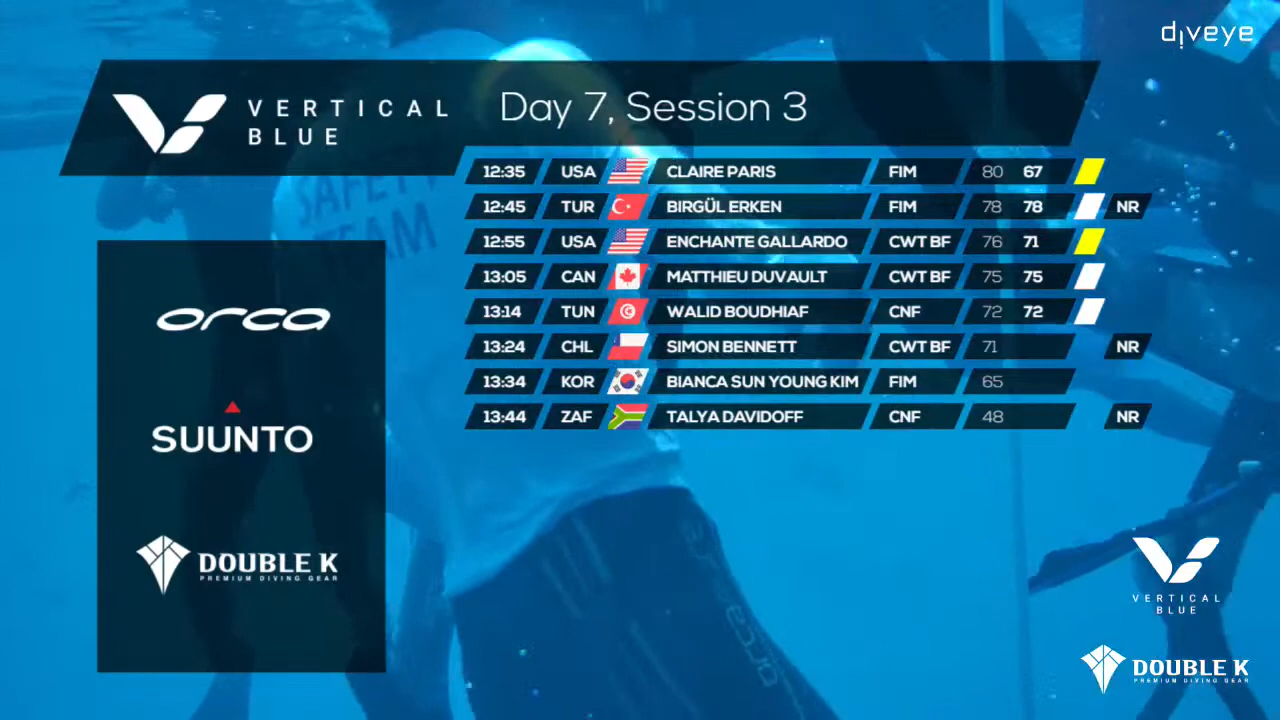 diveye
VERTICAL
BLUE
Day 7, Session 3
12:35 USA CLAIRE PARIS FIM 80 67
12:45 TUR BIRGÜL ERKEN FIM 78 78 NR
12:55 USA ENCHANTE GALLARDO CWT BF 76 71
13:05 CAN MATTHIEU DUVAULT CWT BF 75 75
13:14 TUN WALID BOUDHIAF CNF 72 72
13:24 CHL SIMON BENNETT CWT BF 71 NR
13:34 KOR BIANCA SUN YOUNG KIM FIM 65
13:44 ZAF TALYA DAVIDOFF CNF 48 NR
SAFETY
TEAM
orca
SUUNTO
DOUBLE K
PREMIUM DIVING GEAR
orca
VERTICAL
BLUE
DOUBLE K
PREMIUM DIVING GEAR